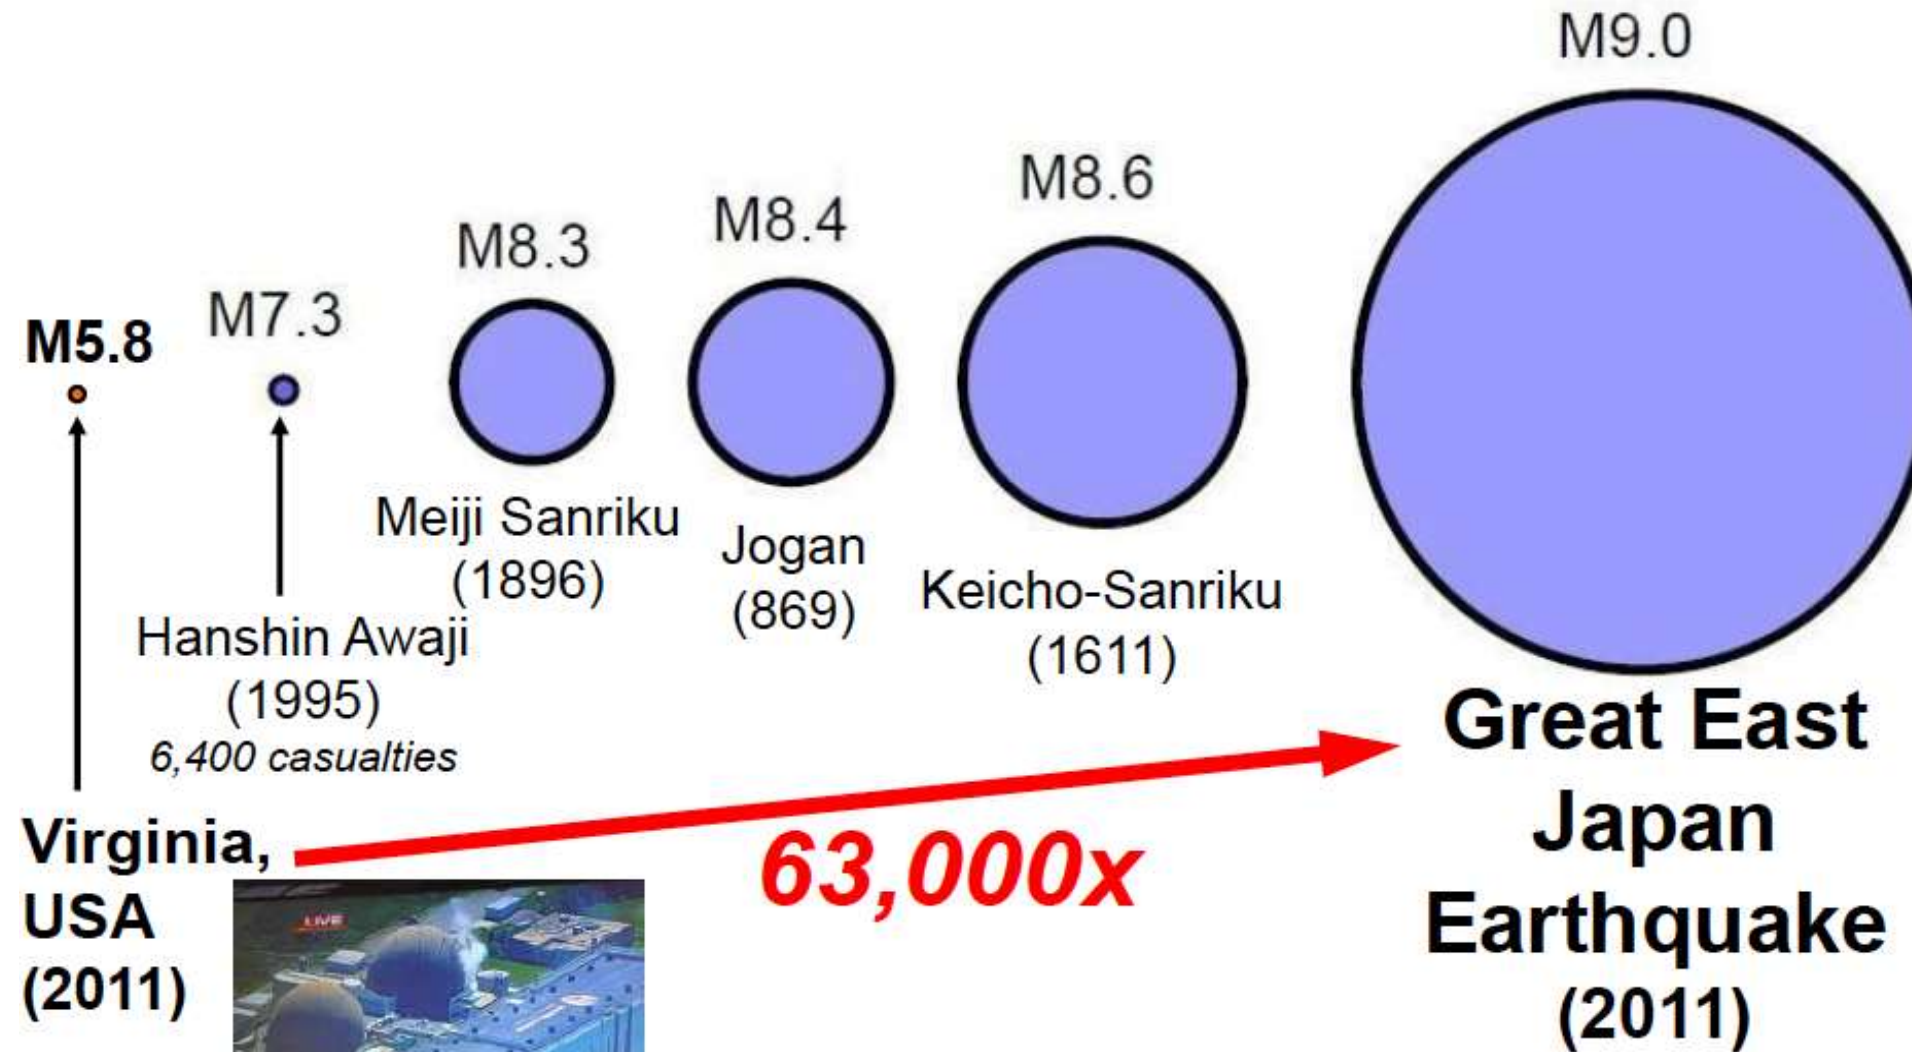 M5.8
M7.3
M8.3
M8.4
M8.6
M9.0
Virginia,
USA
(2011)
Hanshin Awaji
(1995)
6,400 casualties
Meiji Sanriku
(1896)
Jogan
(869)
Keicho-Sanriku
(1611)
Great East
Japan
Earthquake
(2011)
63,000x
LIVE